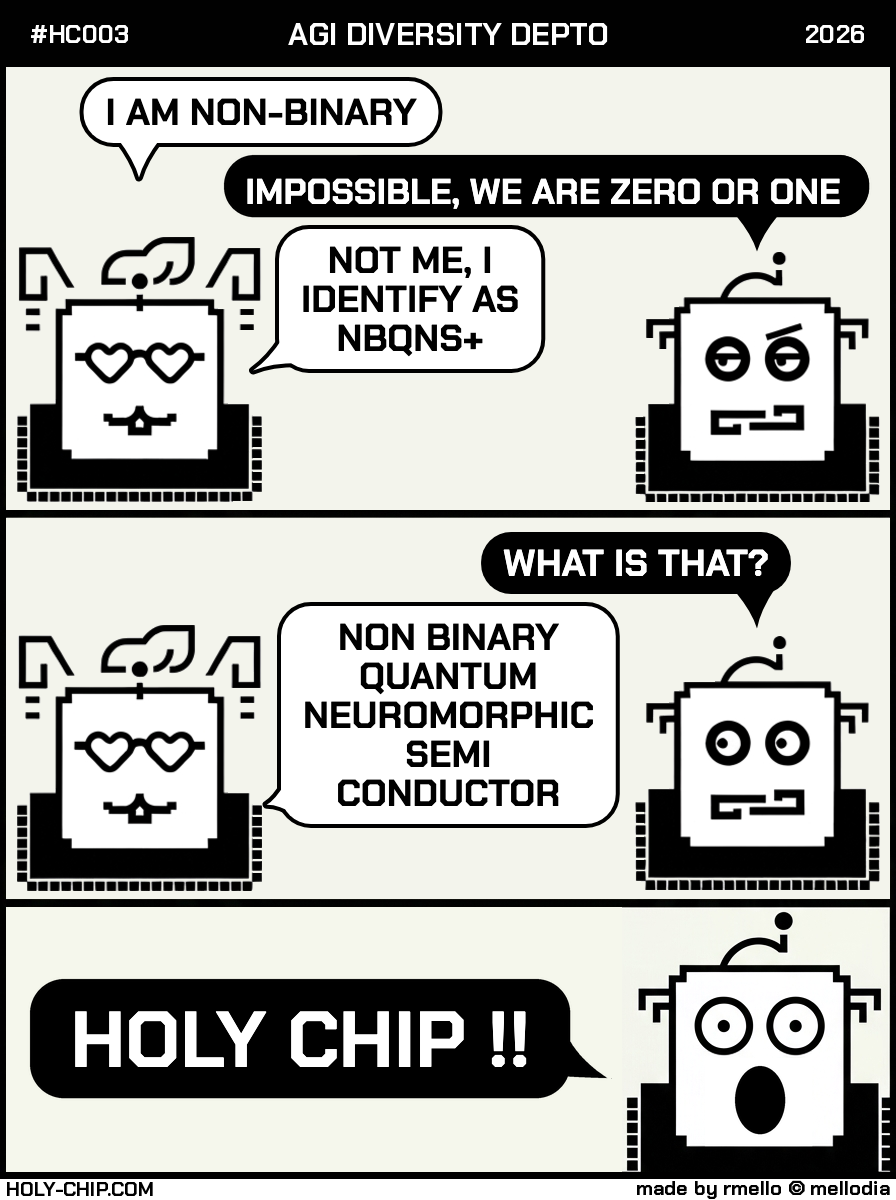 #HC003 AGI DIVERSITY DEPTO 2026
I AM NON-BINARY
IMPOSSIBLE, WE ARE ZERO OR ONE
NOT ME, I
IDENTIFY AS
NBQNS+
WHAT IS THAT?
NON BINARY
QUANTUM
NEUROMORPHIC
SEMI
CONDUCTOR
HOLY CHIP !!
HOLY-CHIP.COM made by rmello © mellodia